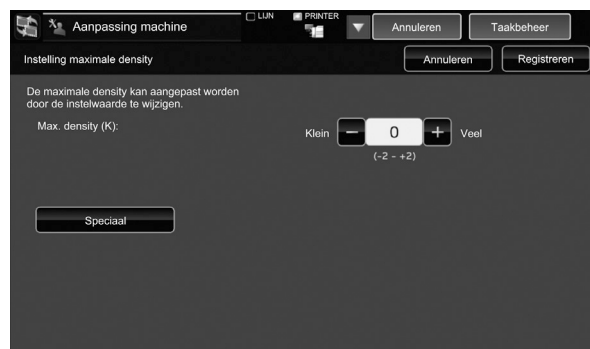 Aanpassing machine LIJN PRINTER Annuleren Taakbeheer
Instelling maximale density Annuleren Registreren
De maximale density kan aangepast worden
door de instelwaarde te wijzigen.
Max. density (K): Klein − 0 + Veel
(-2 - +2)
Speciaal